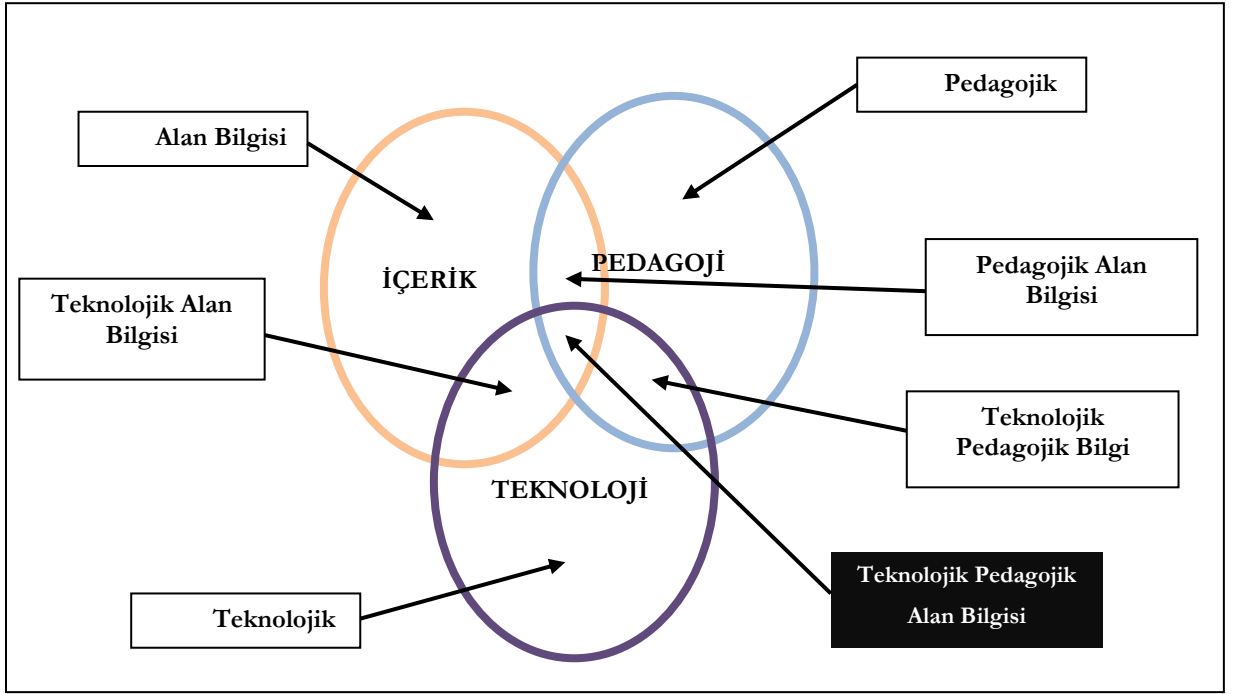 Pedagojik
Alan Bilgisi
PEDAGOJİ
İÇERİK
Pedagojik Alan
Bilgisi
Teknolojik Alan
Bilgisi
Teknolojik
Pedagojik Bilgi
TEKNOLOJİ
Teknolojik Pedagojik
Alan Bilgisi
Teknolojik